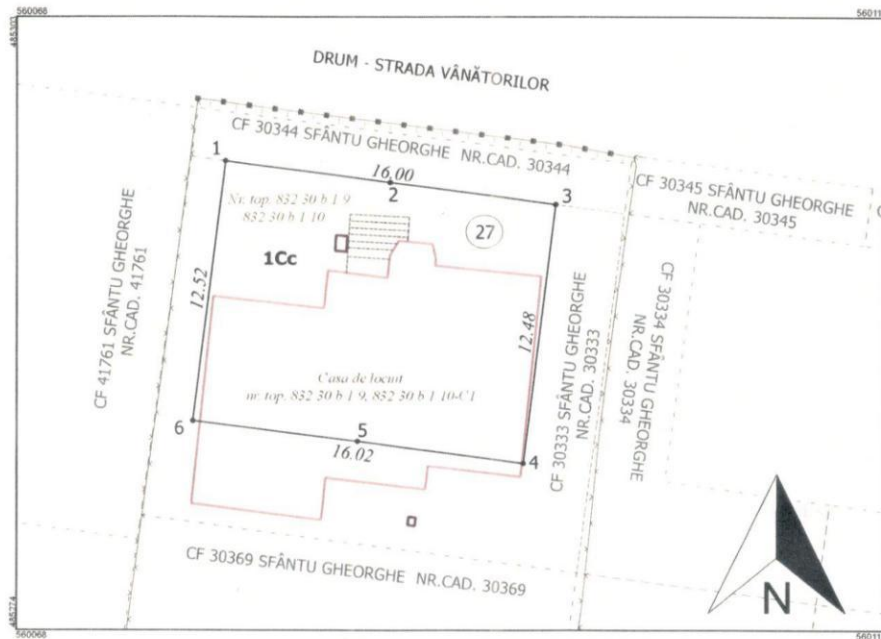 560068
560111
485303
DRUM - STRADA VÂNĂTORILOR
CF 30344 SFÂNTU GHEORGHE NR.CAD. 30344
1
16.00
2
3
CF 30345 SFÂNTU GHEORGHE
NR.CAD. 30345
Nr. top. 832 30 b 1 9
832 30 b 1 10
27
1Cc
CF 41761 SFÂNTU GHEORGHE
NR.CAD. 41761
12.52
12.48
CF 30333 SFÂNTU GHEORGHE
NR.CAD. 30333
CF 30334 SFÂNTU GHEORGHE
NR.CAD. 30334
Casa de locuit
nr. top. 832 30 b 1 9, 832 30 b 1 10-C1
6
5
16.02
4
CF 30369 SFÂNTU GHEORGHE NR.CAD. 30369
N
485274
560068